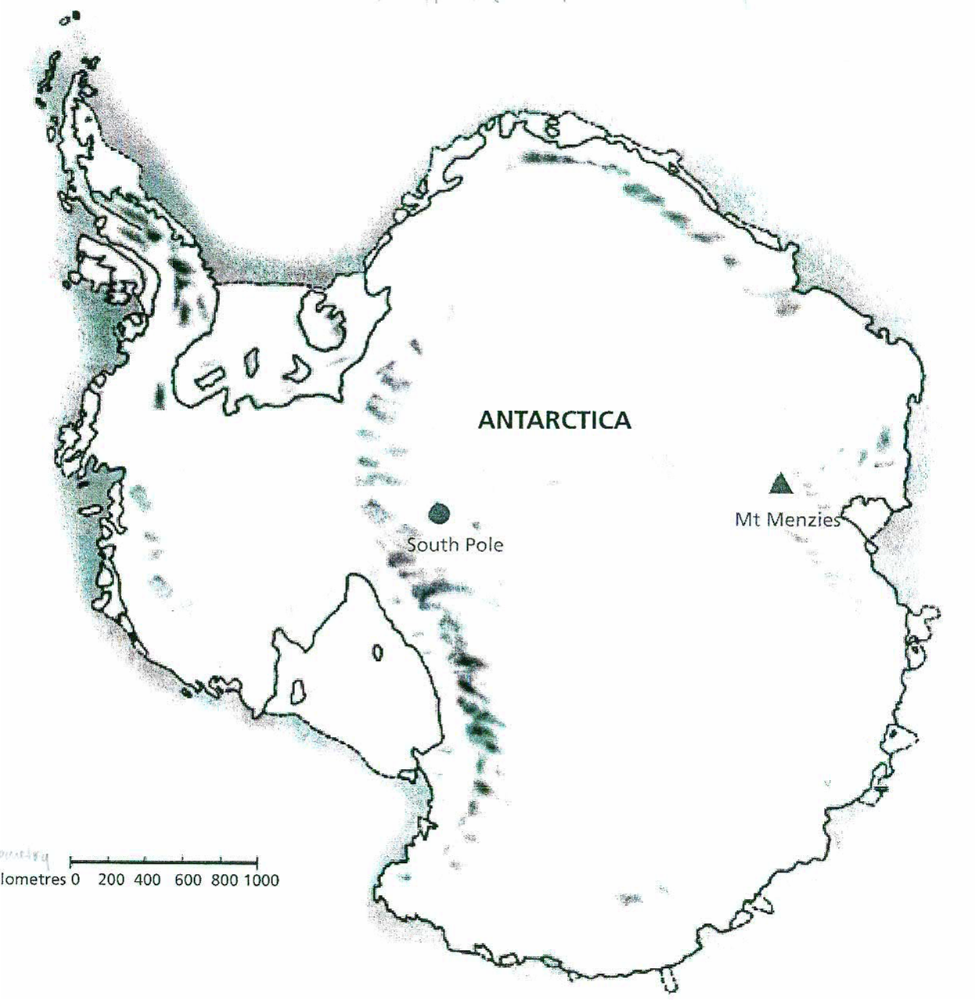 ANTARCTICA
Mt Menzies
South Pole
lometres 0 200 400 600 800 1000